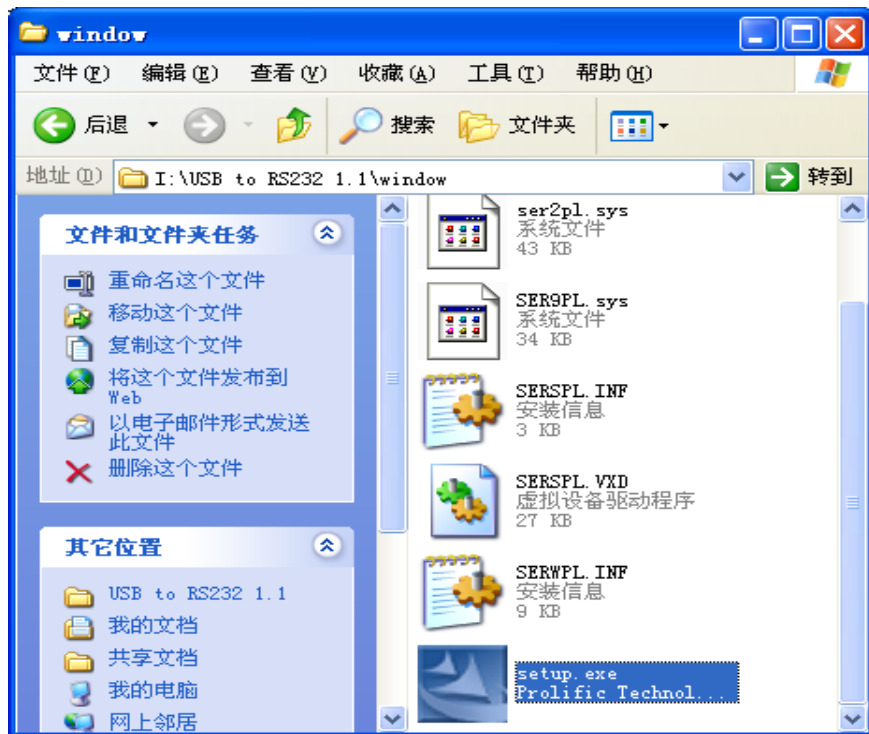 window
文件(F) 编辑(E) 查看(V) 收藏(A) 工具(T) 帮助(H)
后退 搜索 文件夹
地址(D) I:\USB to RS232 1.1\window 转到
文件和文件夹任务
重命名这个文件
移动这个文件
复制这个文件
将这个文件发布到
Web
以电子邮件形式发送
此文件
删除这个文件
其它位置
USB to RS232 1.1
我的文档
共享文档
我的电脑
网上邻居
ser2pl.sys
系统文件
43 KB
SER9PL.sys
系统文件
34 KB
SERSPL.INF
安装信息
3 KB
SERSPL.VXD
虚拟设备驱动程序
27 KB
SERWPL.INF
安装信息
9 KB
setup.exe
Prolific Technol...